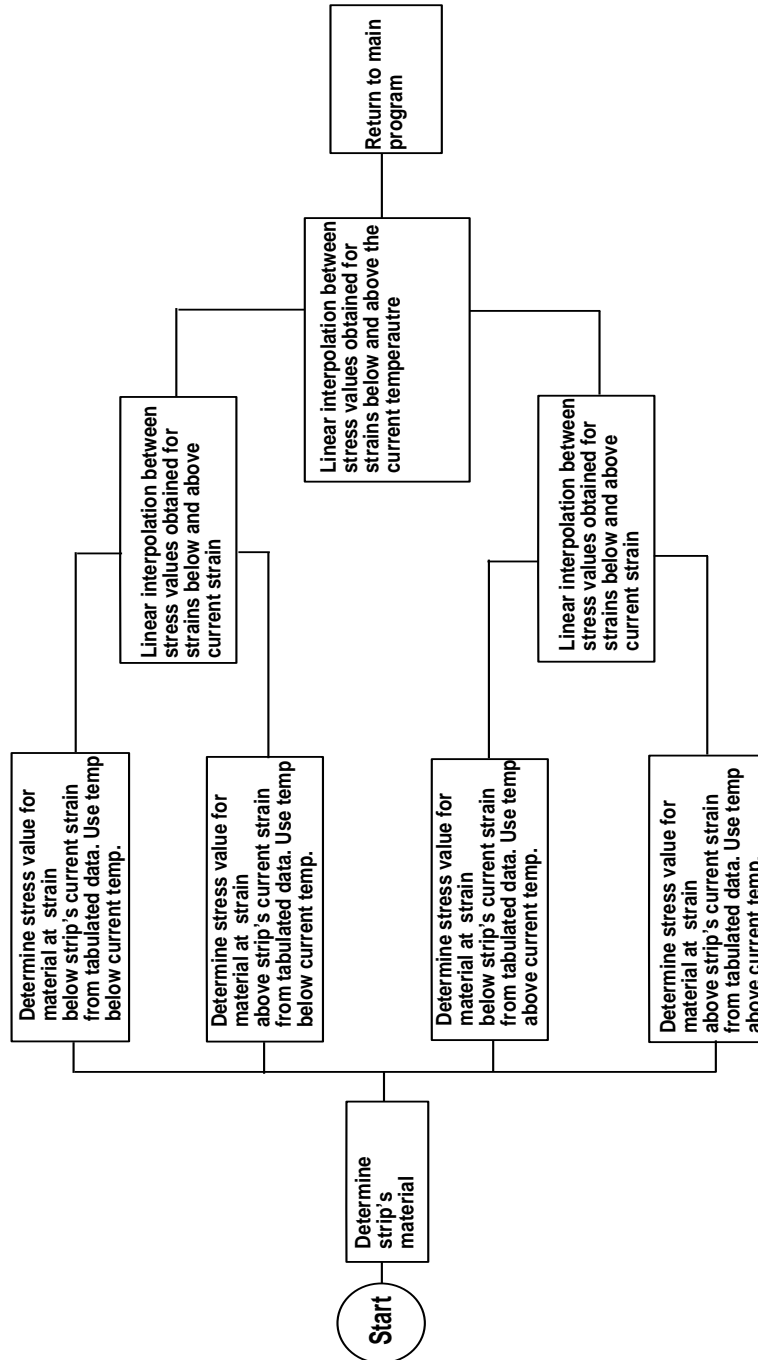 Start
Determine
strip's
material
Determine stress value for
material at strain
below strip's current strain
from tabulated data. Use temp
below current temp.
Determine stress value for
material at strain
above strip's current strain
from tabulated data. Use temp
below current temp.
Determine stress value for
material at strain
below strip's current strain
from tabulated data. Use temp
above current temp.
Determine stress value for
material at strain
above strip's current strain
from tabulated data. Use temp
above current temp.
Linear interpolation between
stress values obtained for
strains below and above
current strain
Linear interpolation between
stress values obtained for
strains below and above
current strain
Linear interpolation between
stress values obtained for
strains below and above the
current temperautre
Return to main
program